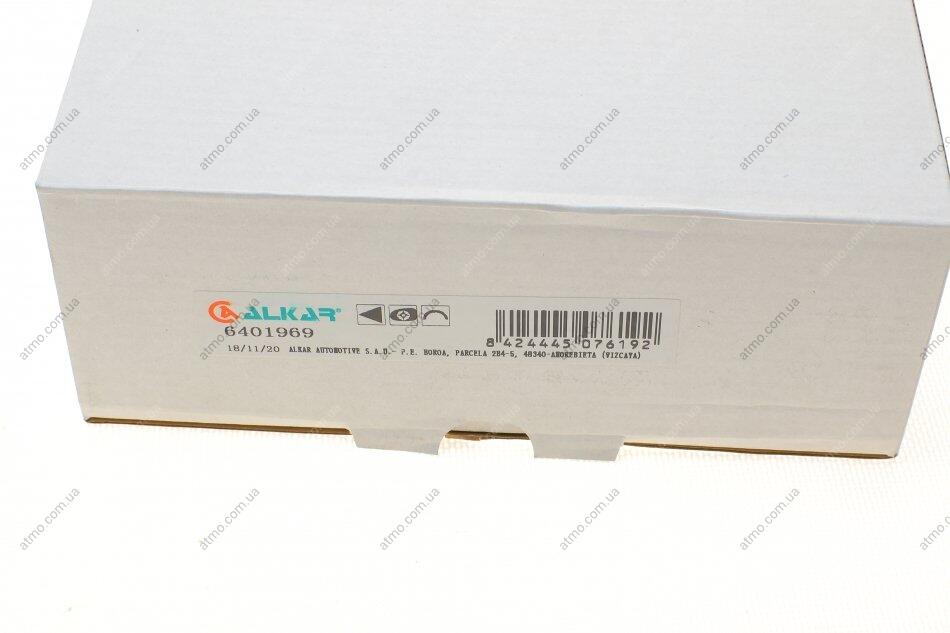 ALKAR®
6401969
8 424445 076192
18/11/20 ALKAR AUTOMOTIVE S.A.U.- P.E. BOROA, PARCELA 2B4-5, 48340-AMOREBIETA (VIZCAYA)
atmo.com.ua